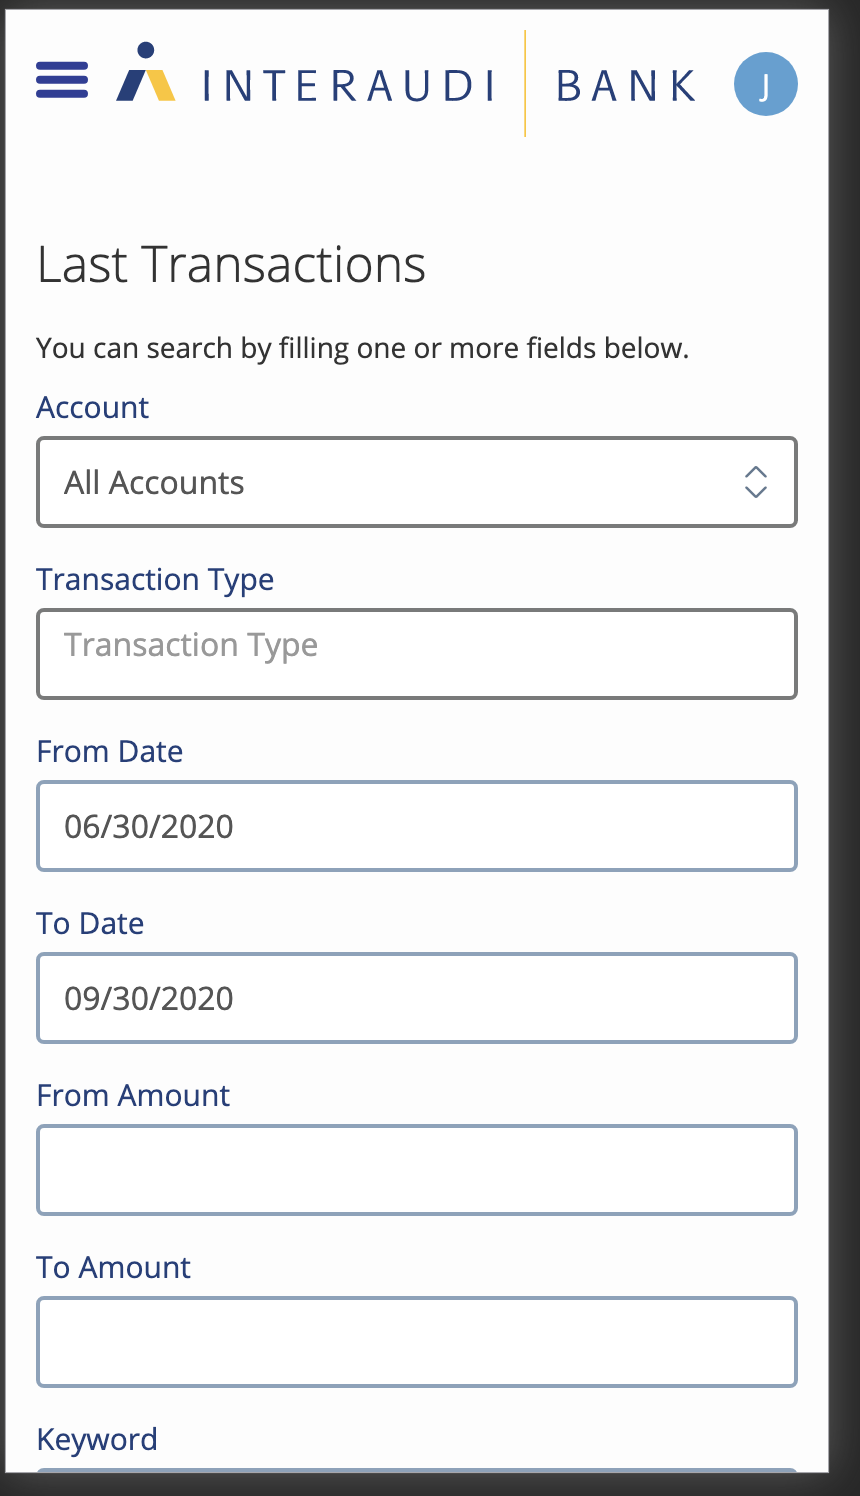 INTERAUDI BANK J
Last Transactions
You can search by filling one or more fields below.
Account
All Accounts
Transaction Type
Transaction Type
From Date
06/30/2020
To Date
09/30/2020
From Amount
To Amount
Keyword